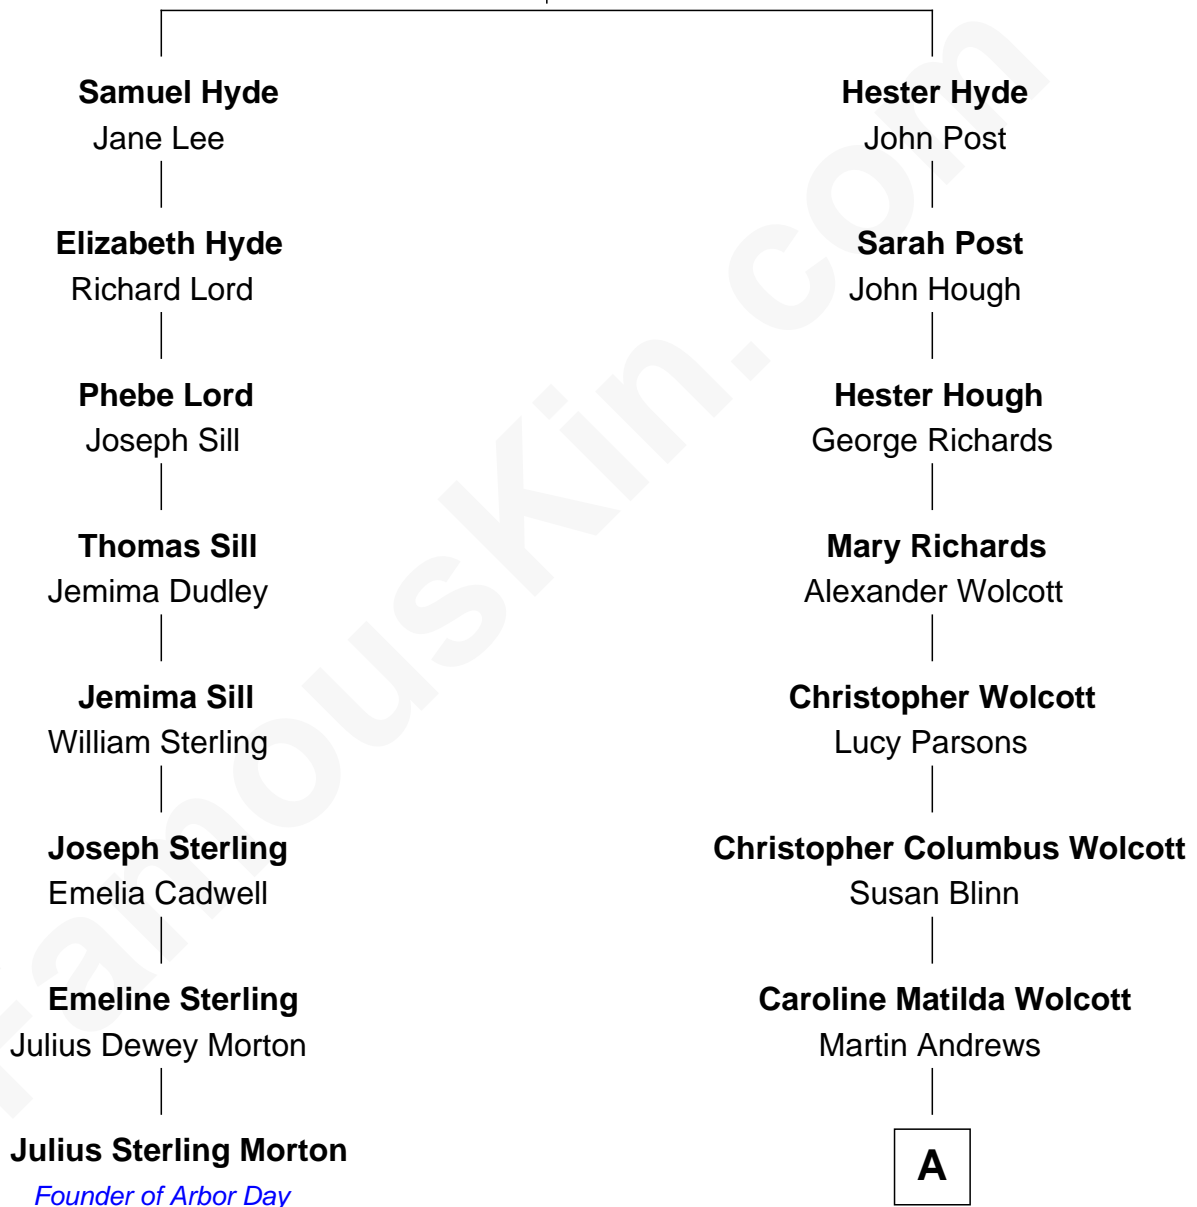 Samuel Hyde
Jane Lee
Elizabeth Hyde
Richard Lord
Phebe Lord
Joseph Sill
Thomas Sill
Jemima Dudley
Jemima Sill
William Sterling
Joseph Sterling
Emelia Cadwell
Emeline Sterling
Julius Dewey Morton
Julius Sterling Morton
Founder of Arbor Day
Hester Hyde
John Post
Sarah Post
John Hough
Hester Hough
George Richards
Mary Richards
Alexander Wolcott
Christopher Wolcott
Lucy Parsons
Christopher Columbus Wolcott
Susan Blinn
Caroline Matilda Wolcott
Martin Andrews
A
FamousKin.com